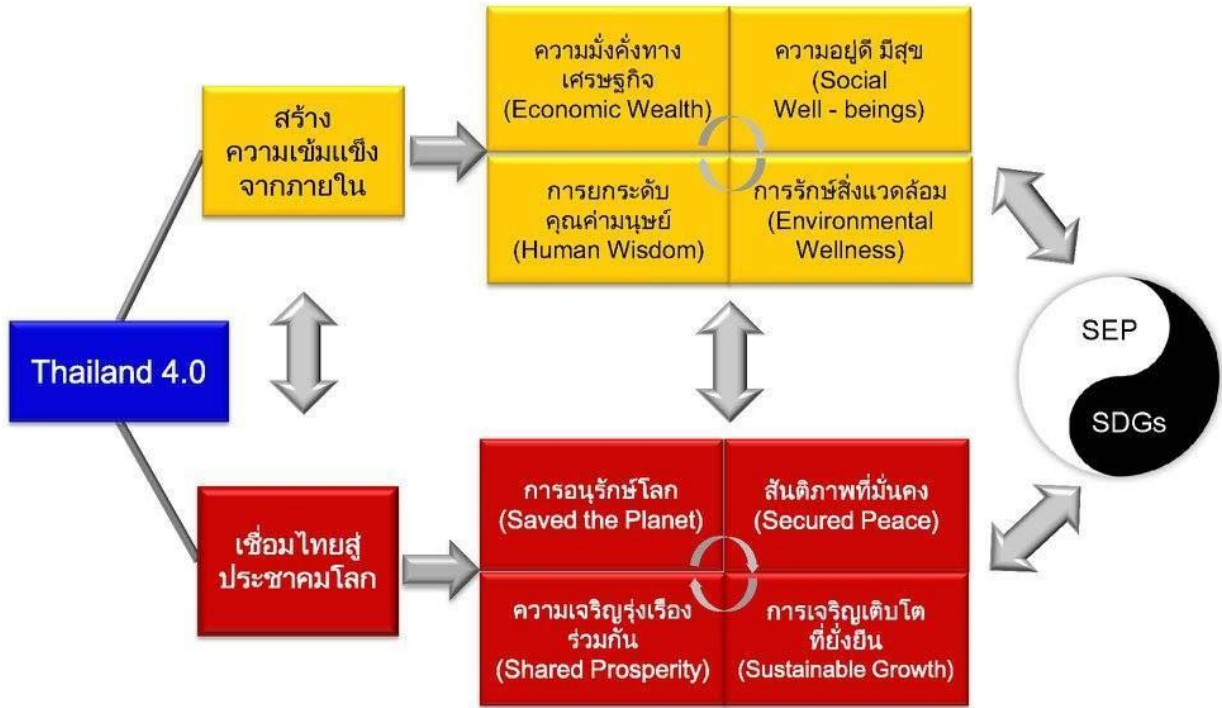 Thailand 4.0
สร้าง
ความเข้มแข็ง
จากภายใน
ความมั่งคั่งทาง
เศรษฐกิจ
(Economic Wealth)
ความอยู่ดี มีสุข
(Social
Well - beings)
การยกระดับ
คุณค่ามนุษย์
(Human Wisdom)
การรักษ์สิ่งแวดล้อม
(Environmental
Wellness)
เชื่อมไทยสู่
ประชาคมโลก
การอนุรักษ์โลก
(Saved the Planet)
สันติภาพที่มั่นคง
(Secured Peace)
ความเจริญรุ่งเรือง
ร่วมกัน
(Shared Prosperity)
การเจริญเติบโต
ที่ยั่งยืน
(Sustainable Growth)
SEP
SDGs